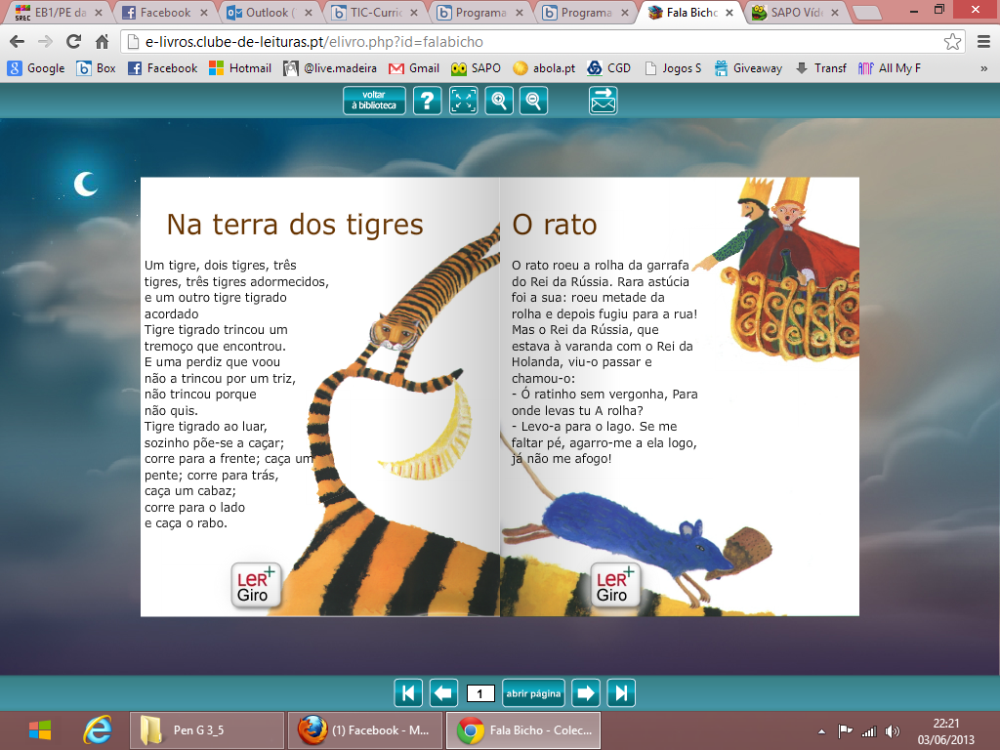 EB1/PE da
Facebook
Outlook (
TIC-Curric
Programa
Programa
Fala Bicho
SAPO Víde
e-livros.clube-de-leituras.pt/elivro.php?id=falabicho
Google
Box
Facebook
Hotmail
@live.madeira
Gmail
SAPO
abola.pt
CGD
Jogos S
Giveaway
Transf
All My F
»
voltar
à biblioteca
?
Na terra dos tigres
Um tigre, dois tigres, três
tigres, três tigres adormecidos,
e um outro tigre tigrado
acordado
Tigre tigrado trincou um
tremoço que encontrou.
E uma perdiz que voou
não a trincou por um triz,
não trincou porque
não quis.
Tigre tigrado ao luar,
sozinho põe-se a caçar;
corre para a frente; caça um
pente; corre para trás,
caça um cabaz;
corre para o lado
e caça o rabo.
LeR+
Giro
O rato
O rato roeu a rolha da garrafa
do Rei da Rússia. Rara astúcia
foi a sua: roeu metade da
rolha e depois fugiu para a rua!
Mas o Rei da Rússia, que
estava à varanda com o Rei da
Holanda, viu-o passar e
chamou-o:
- Ó ratinho sem vergonha, Para
onde levas tu A rolha?
- Levo-a para o lago. Se me
faltar pé, agarro-me a ela logo,
já não me afogo!
LeR+
Giro
1
abrir página
Pen G 3_5
(1) Facebook - M...
Fala Bicho - Colec...
22:21
03/06/2013